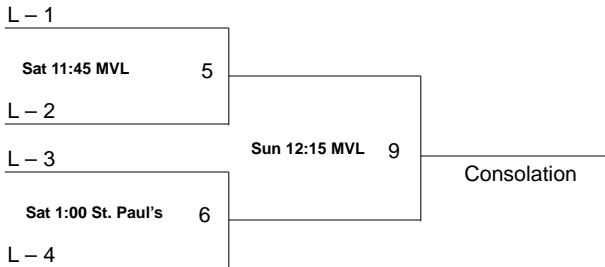 L – 1
Sat 11:45 MVL 5
L – 2
L – 3
Sun 12:15 MVL 9
Consolation
Sat 1:00 St. Paul's 6
L – 4